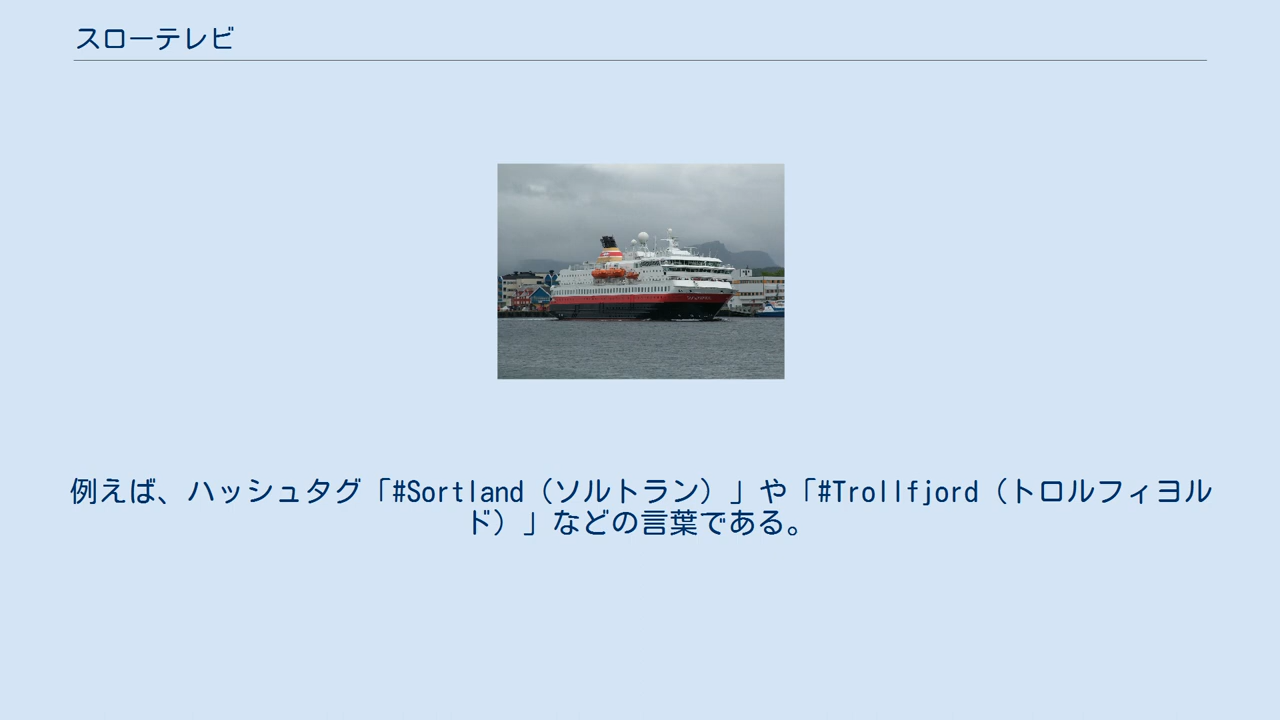 スローテレビ
例えば、ハッシュタグ「#Sortland（ソルトラン）」や「#Trollfjord（トロルフィヨル
ド）」などの言葉である。